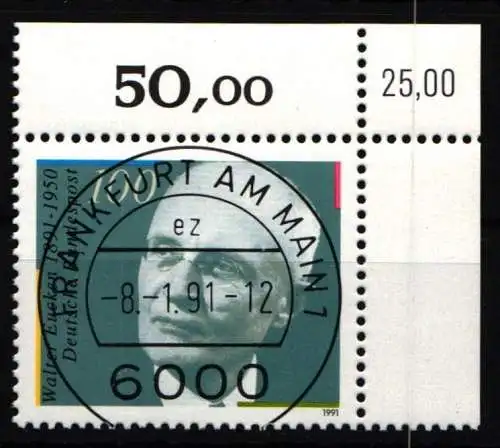 50,00
25,00
100
Walter Eucken 1891-1950
Deutsche Bundespost
FRANKFURT AM MAIN 1
ez
-8.-1.91-12
6000
1991